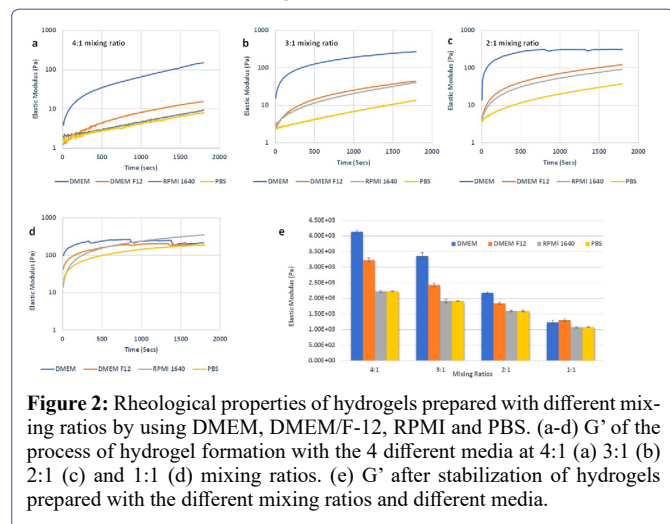 a
4:1 mixing ratio
Elastic Modulus (Pa)
1000
100
10
1
0
500
1000
1500
2000
Time (Secs)
DMEM
DMEM F12
RPMI 1640
PBS
b
3:1 mixing ratio
Elastic Modulus (Pa)
1000
100
10
1
0
500
1000
1500
2000
Time (Secs)
DMEM
DMEM F12
RPMI 1640
PBS
c
2:1 mixing ratio
Elastic Modulus (Pa)
1000
100
10
1
0
500
1000
1500
2000
Time (Secs)
DMEM
DMEM F12
RPMI 1640
PBS
d
Elastic Modulus (Pa)
1000
100
10
1
0
500
1000
1500
2000
Time (Secs)
DMEM
DMEM F12
RPMI 1640
PBS
e
Elastic Modulus (Pa)
4.50E+03
4.00E+03
3.50E+03
3.00E+03
2.50E+03
2.00E+03
1.50E+03
1.00E+03
5.00E+02
0.00E+00
DMEM
DMEM F12
RPMI 1640
PBS
4:1
3:1
2:1
1:1
Mixing Ratios
Figure 2: Rheological properties of hydrogels prepared with different mix-
ing ratios by using DMEM, DMEM/F-12, RPMI and PBS. (a-d) G’ of the
process of hydrogel formation with the 4 different media at 4:1 (a) 3:1 (b)
2:1 (c) and 1:1 (d) mixing ratios. (e) G’ after stabilization of hydrogels
prepared with the different mixing ratios and different media.